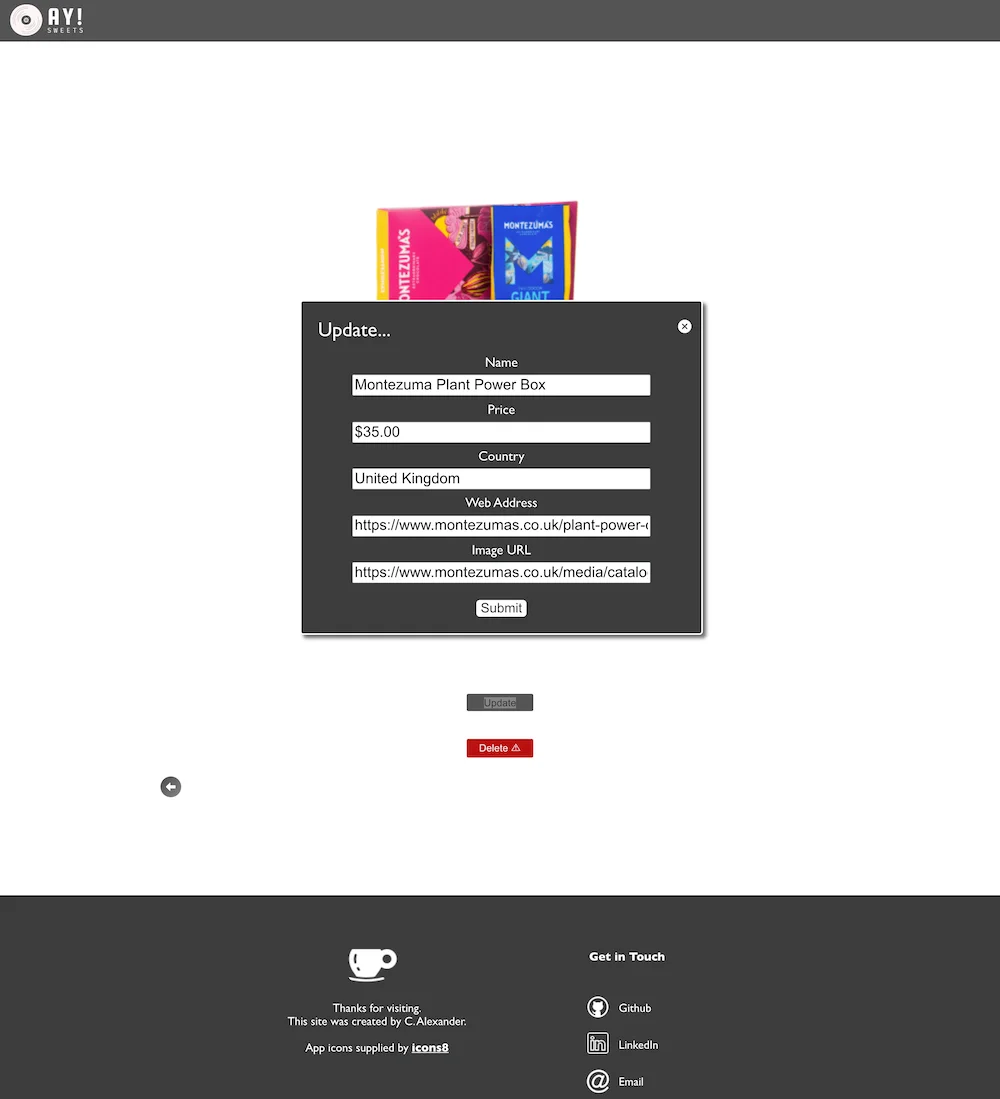 AY!
SWEETS
MONTEZUMA'S
MONTEZUMA'S
GIANT
Update...
Name
Montezuma Plant Power Box
Price
$35.00
Country
United Kingdom
Web Address
https://www.montezumas.co.uk/plant-power-
Image URL
https://www.montezumas.co.uk/media/catalo
Submit
Update
Delete ⚠
Thanks for visiting.
This site was created by C. Alexander.
App icons supplied by icons8
Get in Touch
Github
LinkedIn
Email